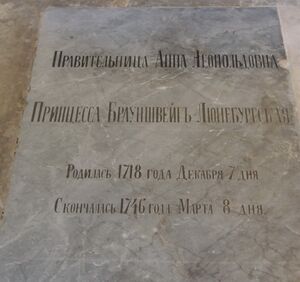 Правительница Анна Леопольдовна
Принцесса Брауншвейгъ Люнебургская
Родилась 1718 года Декабря 7 дня
Скончалась 1746 года Марта 8 дня.